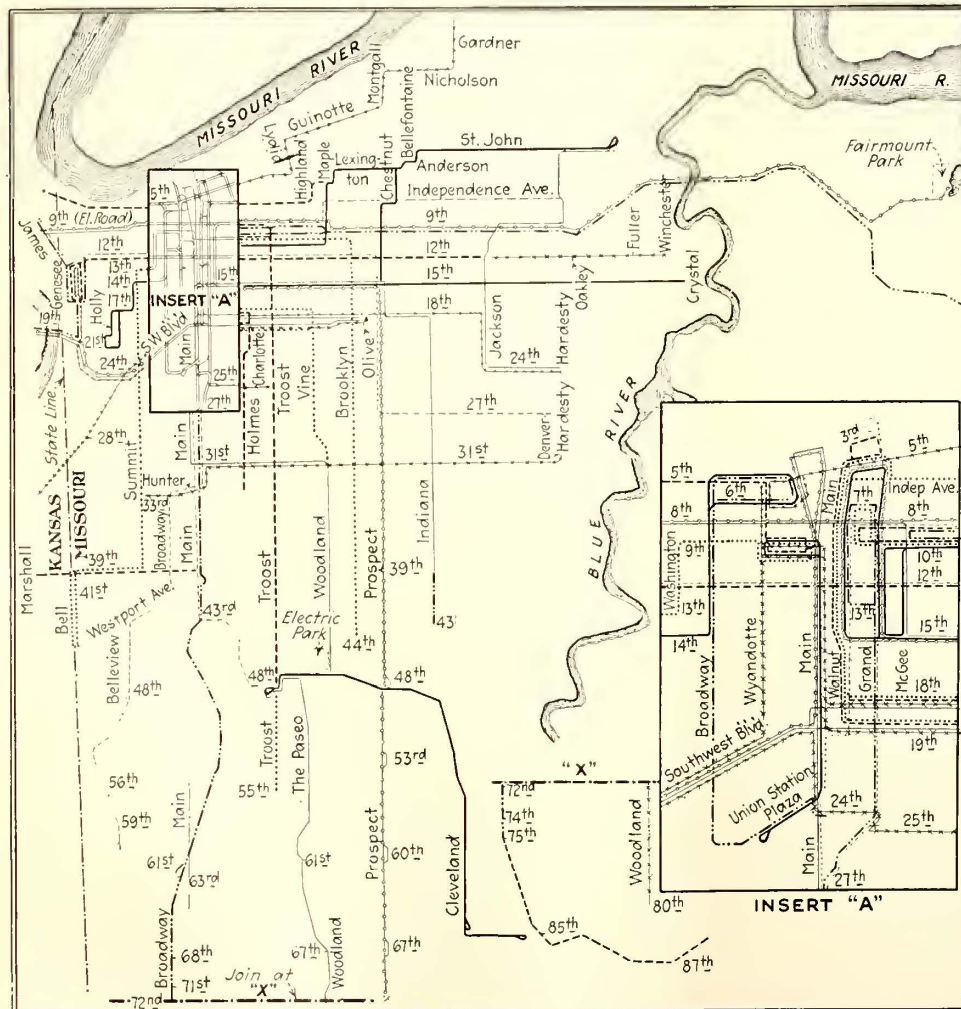 Gardner
Nicholson
Montgall
Guinotte
Lydia
MISSOURI RIVER
MISSOURI R.
Fairmount
Park
Highland
Maple
Lexing-
ton
Chestnut
Bellefontaine
St. John
Anderson
Independence Ave.
5th
9th (El. Road)
9th
James
12th
12th
Fuller
Winchester
13th
14th
15th
15th
Genesee
Holly
17th
INSERT "A"
18th
Jackson
Oakley
Hardesty
Crystal
19th
21st
S.W. Blvd
Main
24th
24th
25th
Charlotte
Troost
Vine
Brooklyn
Olive
State Line
27th
27th
Denver
Hardesty
28th
Summit
Main
31st
31st
Holmes
Hunter
33rd
Broadway
KANSAS
MISSOURI
Indiana
BLUE RIVER
Marshall
39th
39th
Main
Troost
Woodland
Prospect
41st
Bell
Westport Ave.
43rd
43
Electric
Park
44th
Belleview
48th
48th
48th
Troost
The Paseo
53rd
55th
56th
59th
Main
60th
61st
61st
63rd
Prospect
Cleveland
67th
67th
Woodland
68th
Broadway
71st
72nd
Join at
"X"
"X"
72nd
74th
75th
Woodland
80th
85th
87th
3rd
5th
5th
6th
Main
7th
Indep Ave.
8th
8th
9th
10th
12th
Washington
13th
13th
14th
15th
Broadway
Wyandotte
Main
Walnut
Grand
McGee
18th
19th
Southwest Blvd
Union Station
Plaza
24th
25th
Main
27th
INSERT "A"